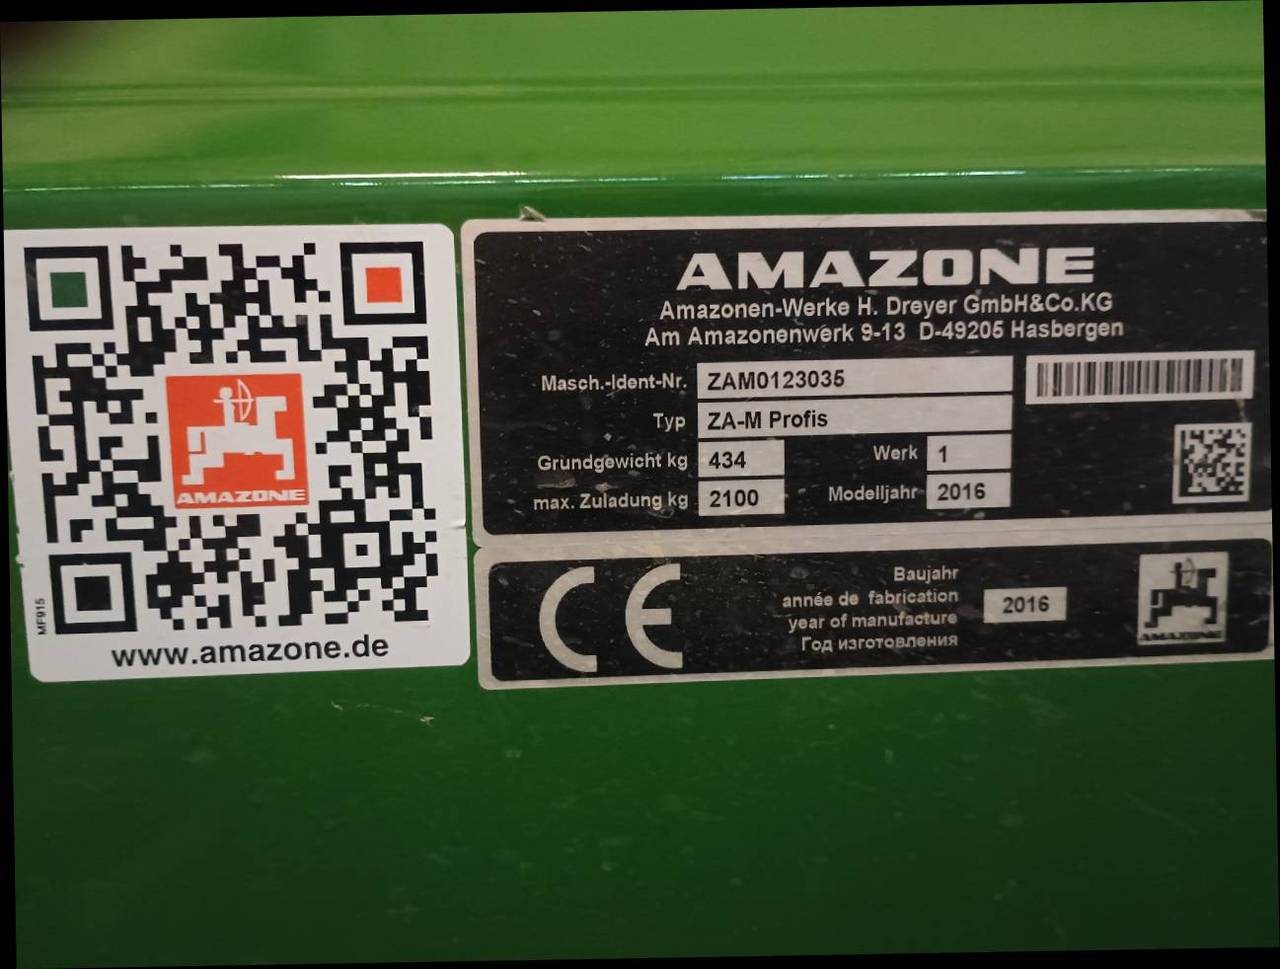 AMAZONE
MF915
www.amazone.de
AMAZONE
Amazonen-Werke H. Dreyer GmbH&Co.KG
Am Amazonenwerk 9-13 D-49205 Hasbergen
Masch.-Ident-Nr. ZAM0123035
Typ ZA-M Profis
Grundgewicht kg 434 Werk 1
max. Zuladung kg 2100 Modelljahr 2016
CE
Baujahr
année de fabrication
year of manufacture
Год изготовления
2016
AMAZONE